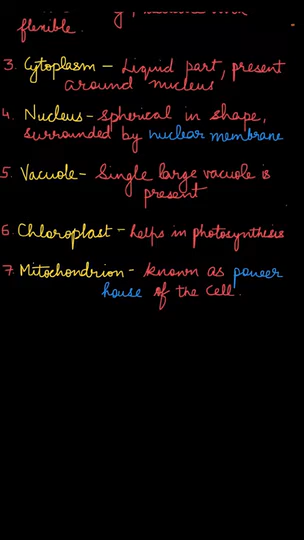 flexible.
3. Cytoplasm - Liquid part, present
around nucleus
4. Nucleus - spherical in shape,
surrounded by nuclear membrane
5. Vacuole - Single large vacuole is
present
6. Chloroplast - helps in photosynthesis
7. Mitochondrion - known as power
house of the cell.